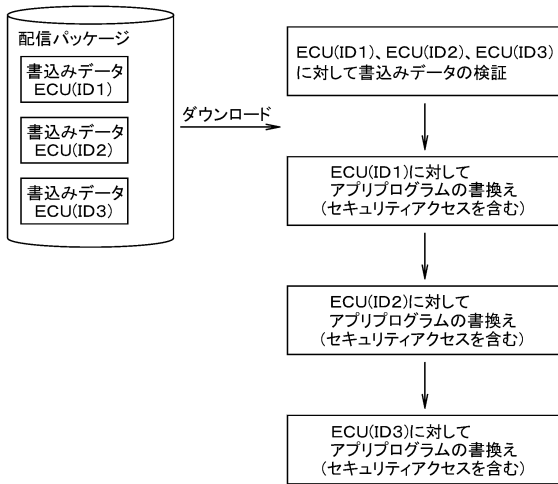 配信パッケージ
書込みデータ
ECU(ID1)
書込みデータ
ECU(ID2)
書込みデータ
ECU(ID3)
ダウンロード
ECU(ID1)、ECU(ID2)、ECU(ID3)
に対して書込みデータの検証
ECU(ID1)に対して
アプリプログラムの書換え
(セキュリティアクセスを含む)
ECU(ID2)に対して
アプリプログラムの書換え
(セキュリティアクセスを含む)
ECU(ID3)に対して
アプリプログラムの書換え
(セキュリティアクセスを含む)